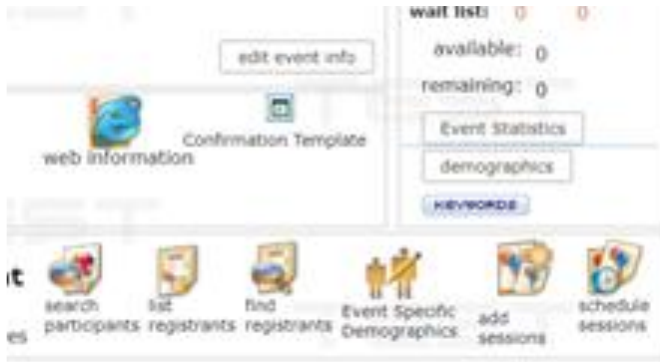 wait list: 0 0
edit event info
available: 0
remaining: 0
web information
Confirmation Template
Event Statistics
demographics
KEYWORDS
search participants
list registrants
find registrants
Event Specific Demographics
add sessions
schedule sessions